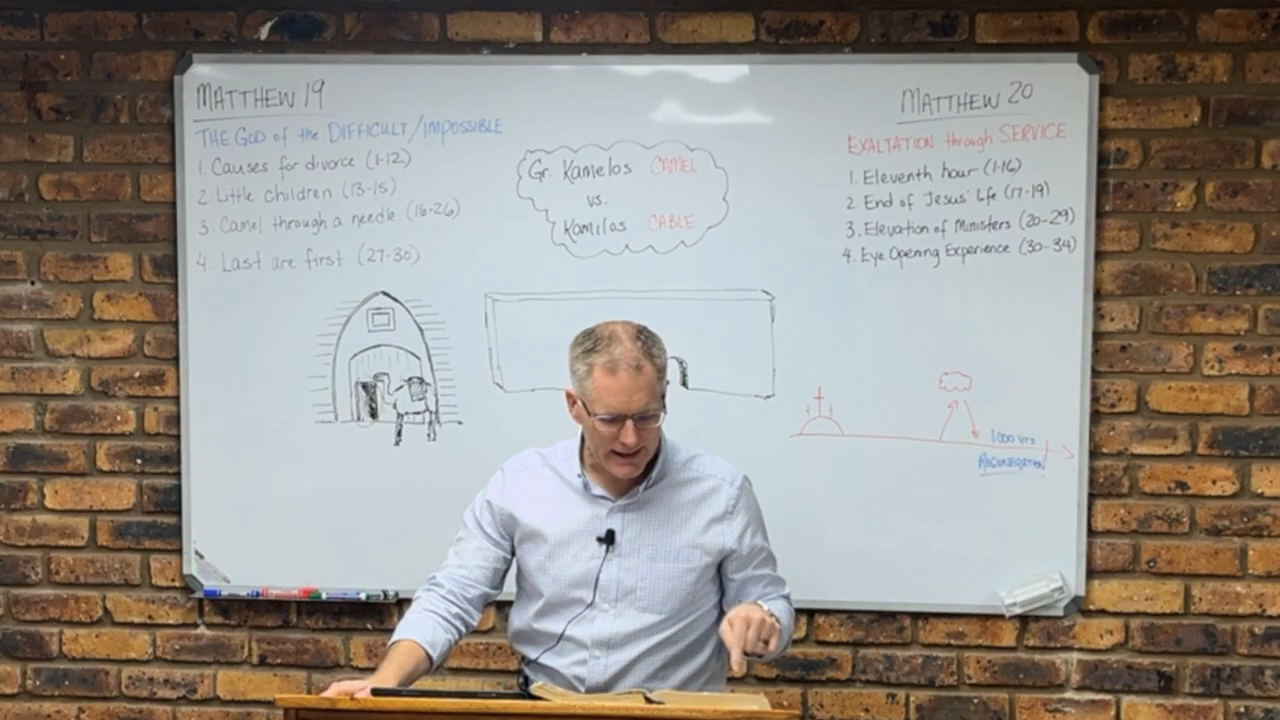 MATTHEW 19
THE GOD of the DIFFICULT/IMPOSSIBLE
1. Causes for divorce (1-12)
2. Little children (13-15)
3. Camel through a needle (16-26)
4. Last are first (27-30)
Gr. Kamelos CAMEL
vs.
Kamilos CABLE
MATTHEW 20
EXALTATION through SERVICE
1. Eleventh hour (1-16)
2. End of Jesus' life (17-19)
3. Elevation of Ministers (20-29)
4. Eye Opening Experience (30-34)
1000 yrs
REGENERATION